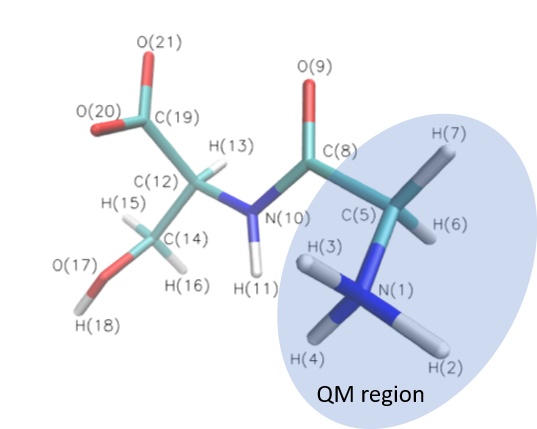 O(21)
O(9)
O(20)
C(19)
H(7)
H(13)
C(8)
C(12)
H(15)
C(5)
N(10)
H(6)
C(14)
H(3)
O(17)
H(16)
H(11)
N(1)
H(18)
H(4)
H(2)
QM region